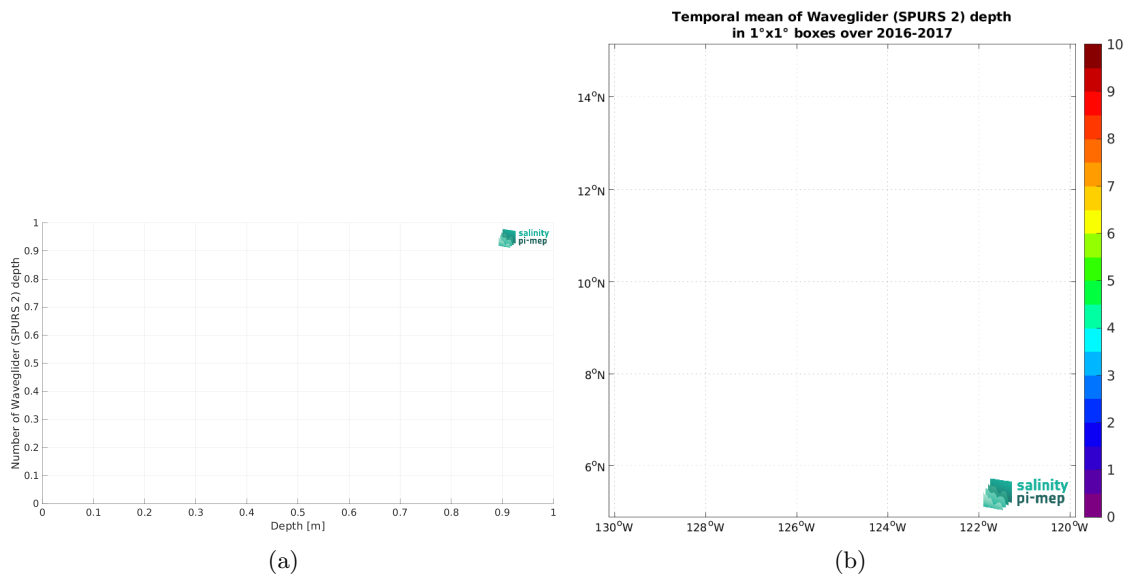 Temporal mean of Waveglider (SPURS 2) depth
in 1°x1° boxes over 2016-2017
Number of Waveglider (SPURS 2) depth
1
0.9
0.8
0.7
0.6
0.5
0.4
0.3
0.2
0.1
0
0 0.1 0.2 0.3 0.4 0.5 0.6 0.7 0.8 0.9 1
Depth [m]
salinity
pi-mep
(a)
14°N
12°N
10°N
8°N
6°N
130°W 128°W 126°W 124°W 122°W 120°W
salinity
pi-mep
10
9
8
7
6
5
4
3
2
1
0
(b)